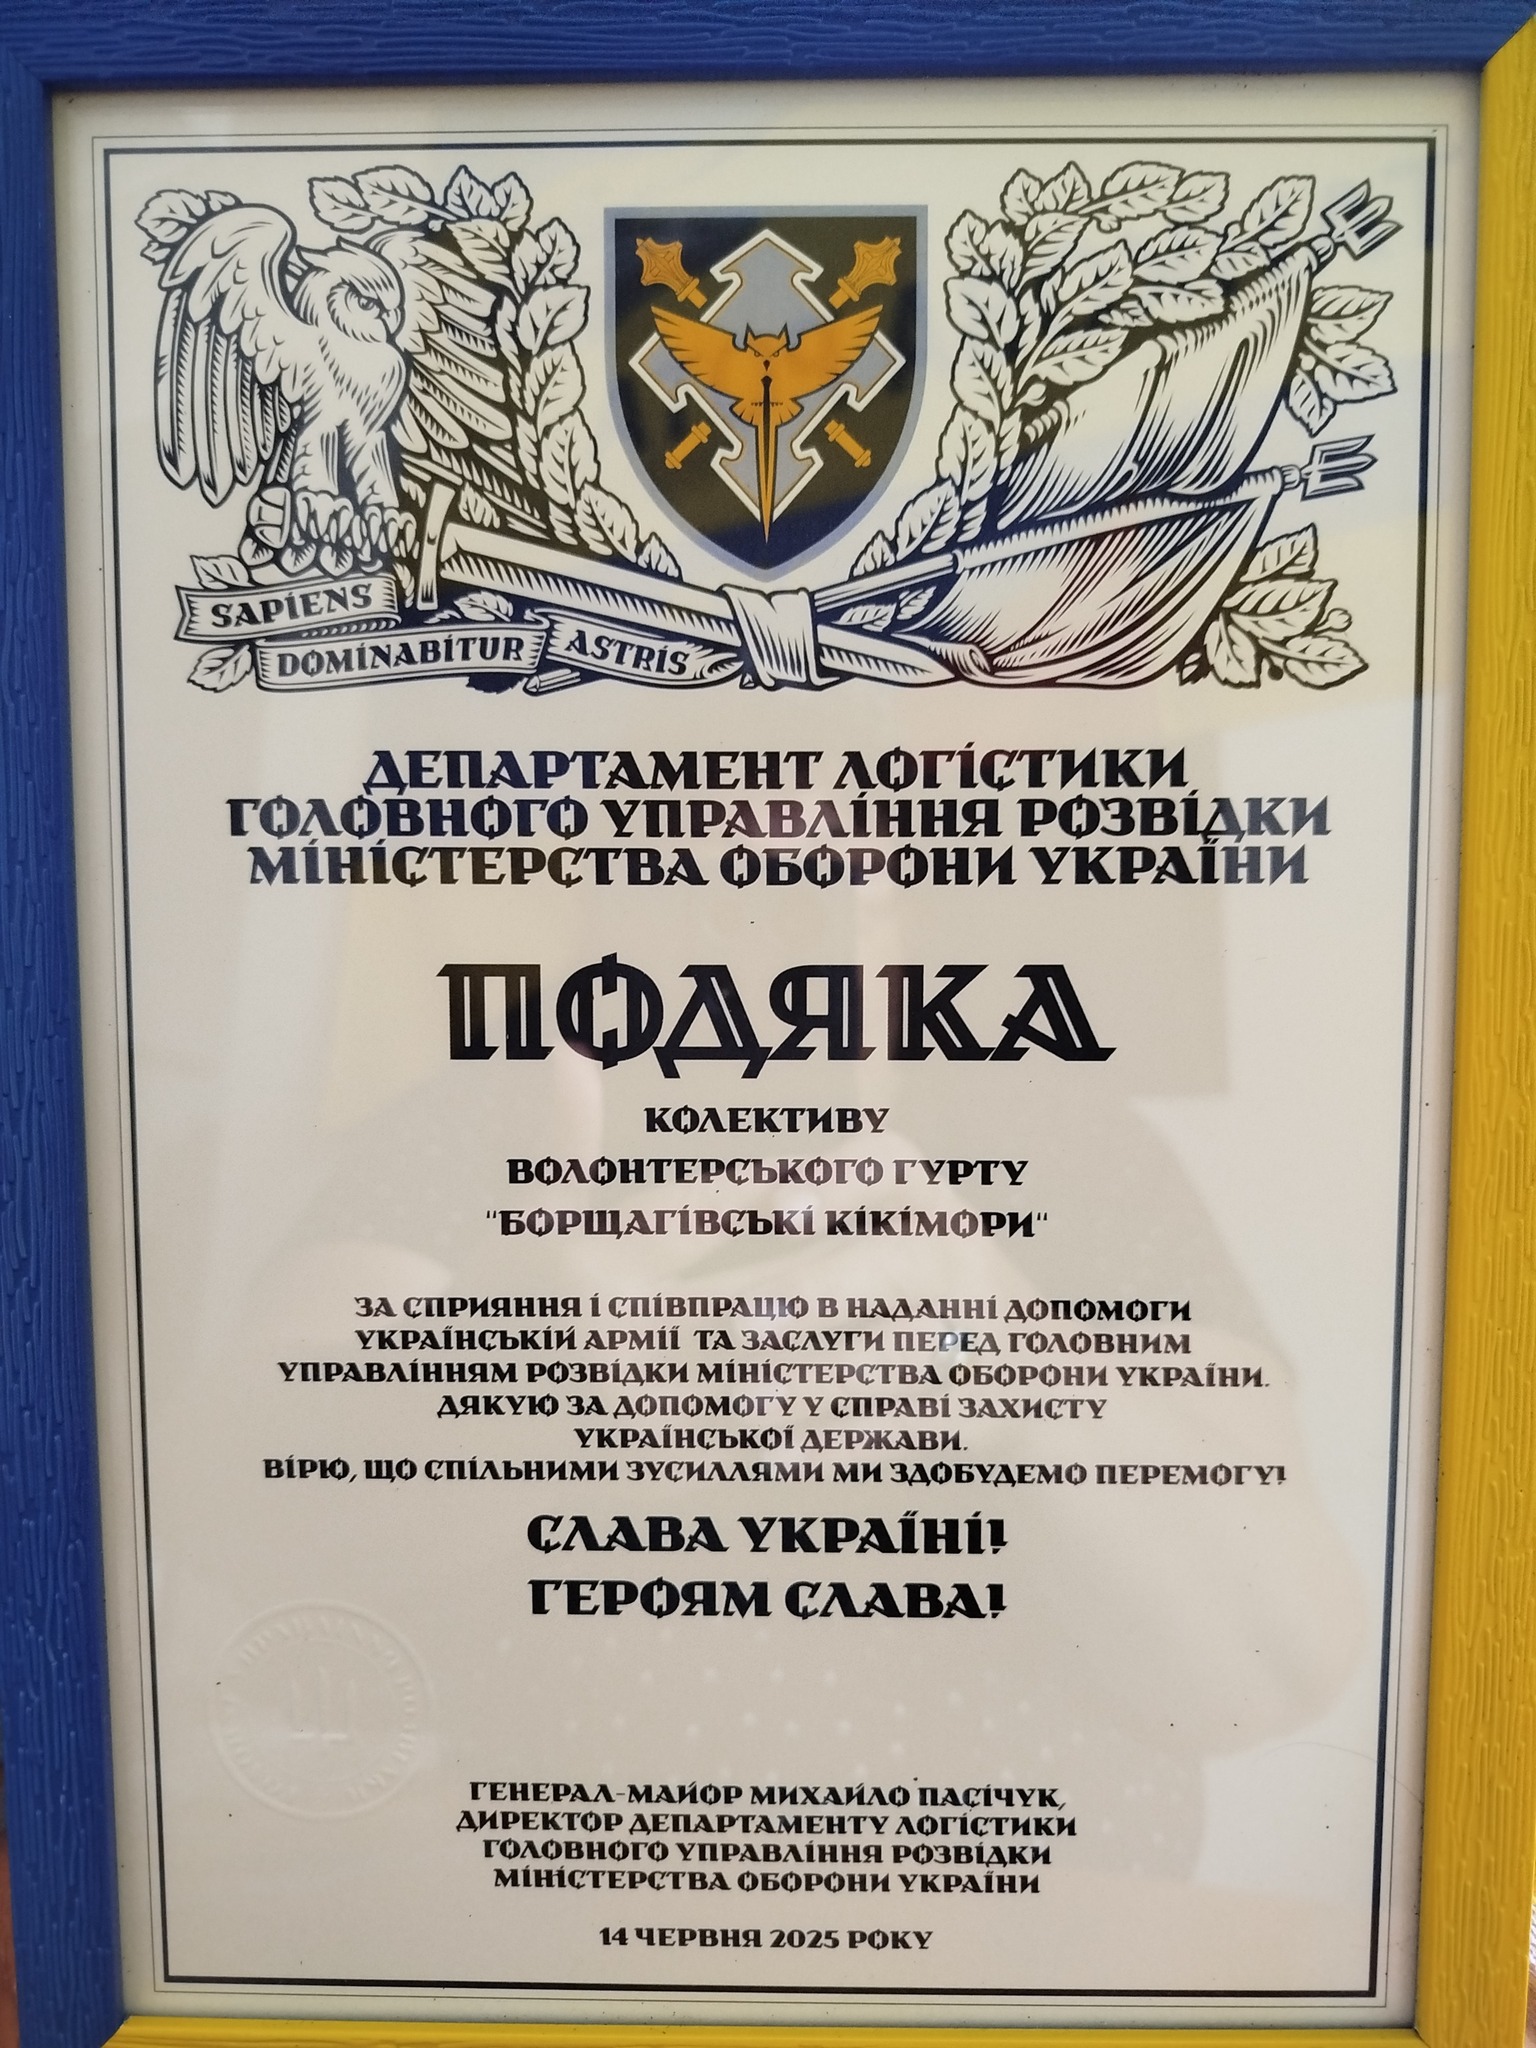 SAPIENS
DOMINABITUR ASTRIS
ДЕПАРТАМЕНТ ЛОГІСТИКИ
ГОЛОВНОГО УПРАВЛІННЯ РОЗВІДКИ
МІНІСТЕРСТВА ОБОРОНИ УКРАЇНИ
ПОДЯКА
КОЛЕКТИВУ
ВОЛОНТЕРСЬКОГО ГУРТУ
"БОРЩАГІВСЬКІ КІКІМОРИ"
ЗА СПРИЯННЯ І СПІВПРАЦЮ В НАДАННІ ДОПОМОГИ
УКРАЇНСЬКІЙ АРМІЇ ТА ЗАСЛУГИ ПЕРЕД ГОЛОВНИМ
УПРАВЛІННЯМ РОЗВІДКИ МІНІСТЕРСТВА ОБОРОНИ УКРАЇНИ.
ДЯКУЮ ЗА ДОПОМОГУ У СПРАВІ ЗАХИСТУ
УКРАЇНСЬКОЇ ДЕРЖАВИ.
ВІРЮ, ЩО СПІЛЬНИМИ ЗУСИЛЛЯМИ МИ ЗДОБУДЕМО ПЕРЕМОГУ!
СЛАВА УКРАЇНІ!
ГЕРОЯМ СЛАВА!
ГЕНЕРАЛ-МАЙОР МИХАЙЛО ПАСІЧУК,
ДИРЕКТОР ДЕПАРТАМЕНТУ ЛОГІСТИКИ
ГОЛОВНОГО УПРАВЛІННЯ РОЗВІДКИ
МІНІСТЕРСТВА ОБОРОНИ УКРАЇНИ
14 ЧЕРВНЯ 2025 РОКУ